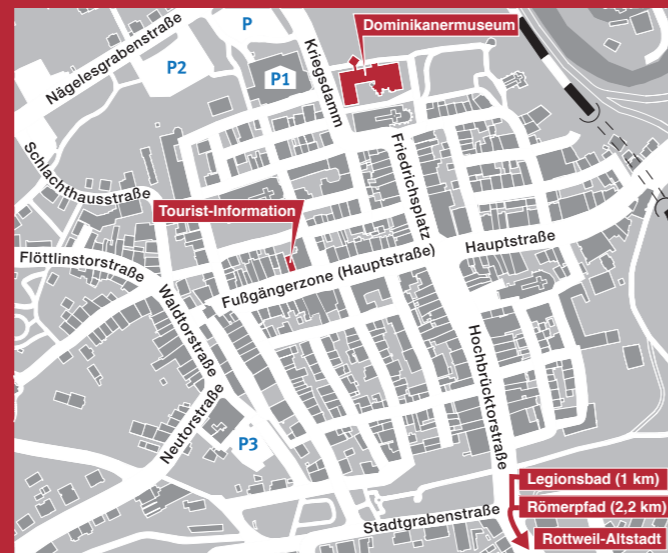 Dominikanermuseum
P
Nägelesgrabenstraße
P2
P1
Kriegsdamm
Friedrichsplatz
Schlachthausstraße
Tourist-Information
Hauptstraße
Flöttlinstorstraße
Fußgängerzone (Hauptstraße)
Waldtorstraße
Hochbrücktorstraße
Neutorstraße
P3
Legionsbad (1 km)
Römerpfad (2,2 km)
Stadtgrabenstraße
Rottweil-Altstadt